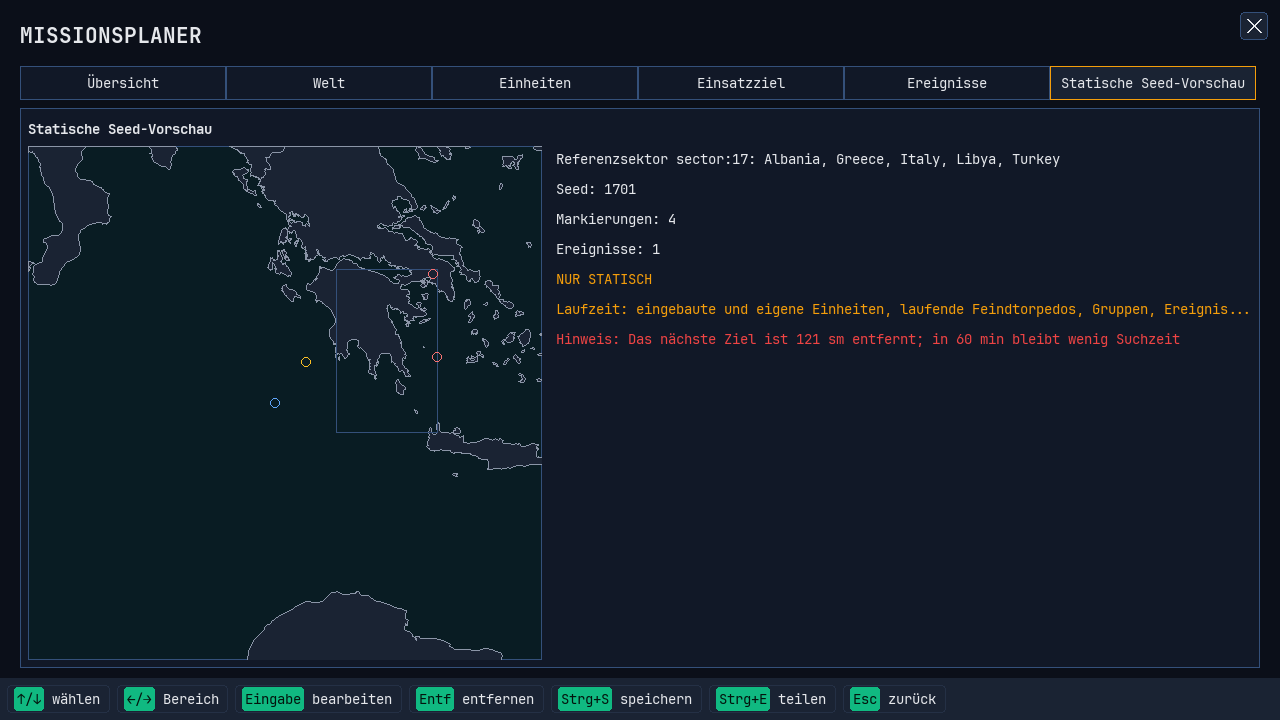 MISSIONSPLANER
Übersicht
Welt
Einheiten
Einsatzziel
Ereignisse
Statische Seed-Vorschau
Statische Seed-Vorschau
Referenzsektor sector:17: Albania, Greece, Italy, Libya, Turkey
Seed: 1701
Markierungen: 4
Ereignisse: 1
NUR STATISCH
Laufzeit: eingebaute und eigene Einheiten, laufende Feindtorpedos, Gruppen, Ereignis...
Hinweis: Das nächste Ziel ist 121 sm entfernt; in 60 min bleibt wenig Suchzeit
↑/↓ wählen ←/→ Bereich Eingabe bearbeiten Entf entfernen Strg+S speichern Strg+E teilen Esc zurück